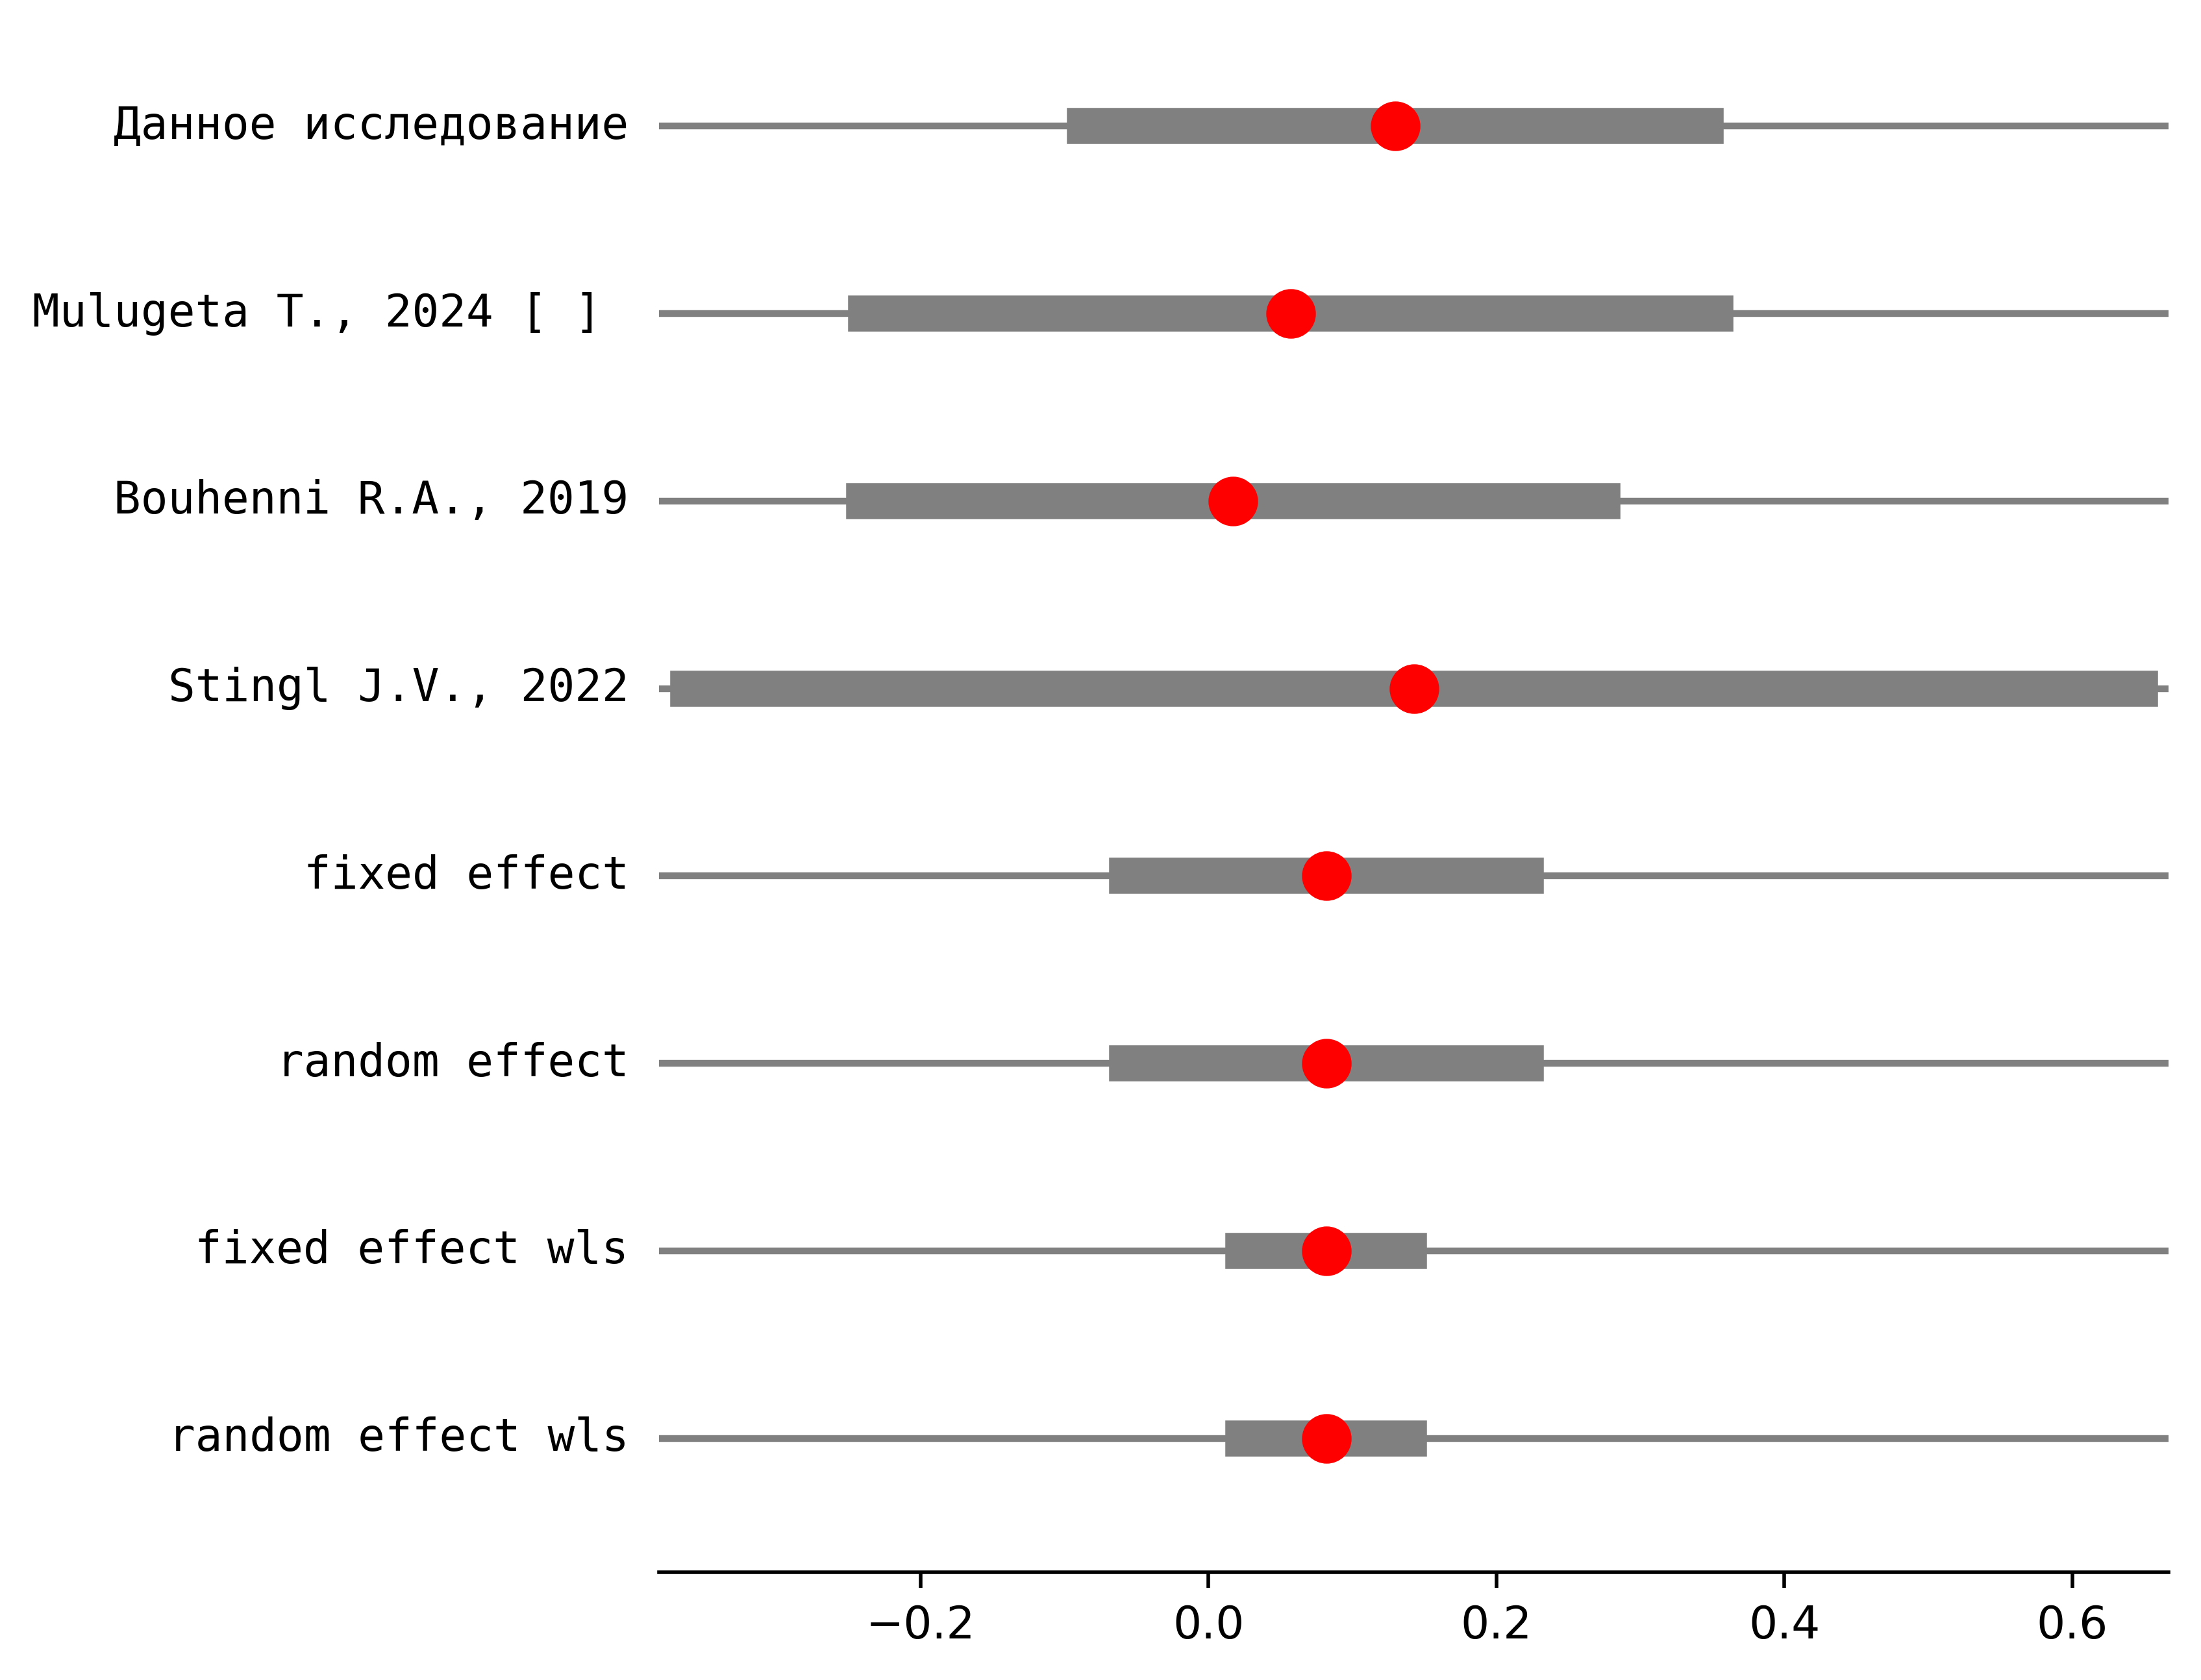 Данное исследование
Mulugeta T., 2024 [ ]
Bouhenni R.A., 2019
Stingl J.V., 2022
fixed effect
random effect
fixed effect wls
random effect wls
−0.2 0.0 0.2 0.4 0.6